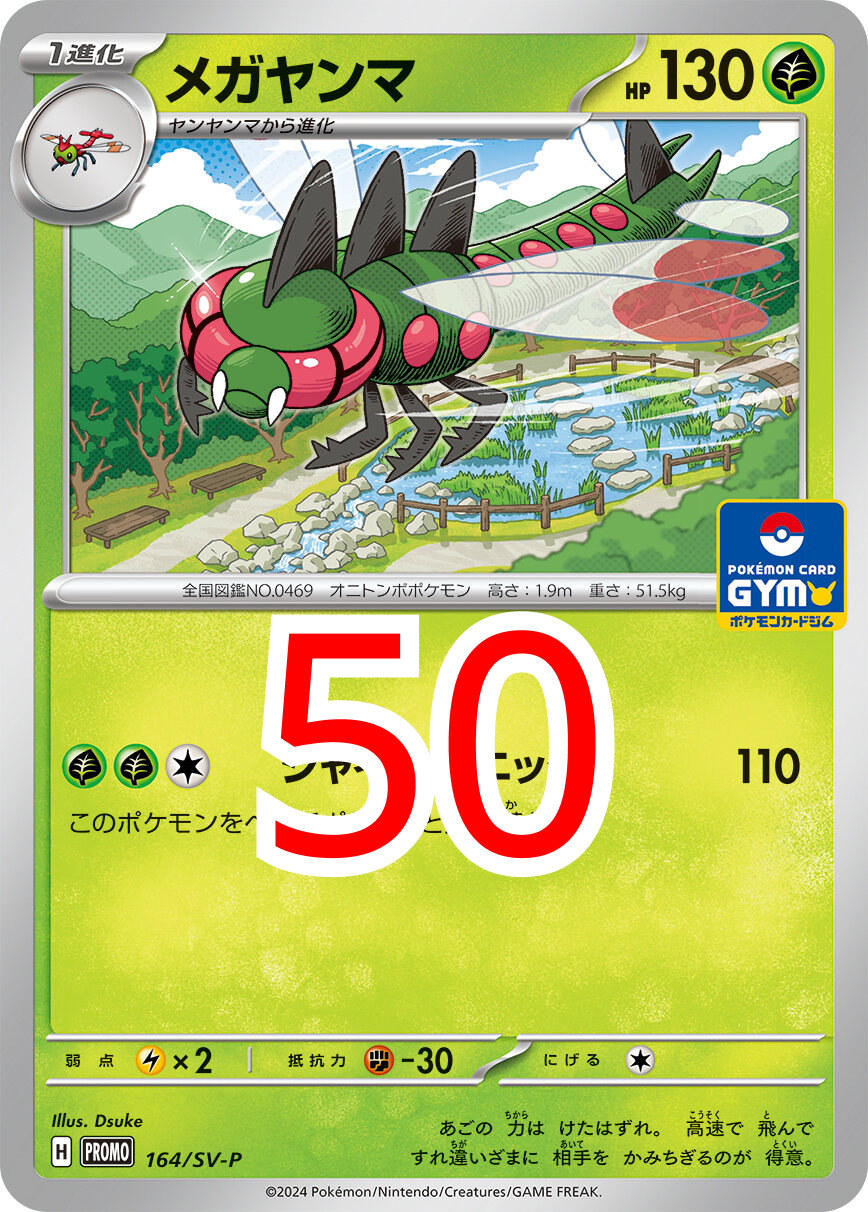 1進化
メガヤンマ
HP 130
ヤンヤンマから進化
POKÉMON CARD
GYM
ポケモンカードジム
全国図鑑NO.0469 オニトンボポケモン 高さ:1.9m 重さ:51.5kg
50
110
このポケモンを
弱点 ×2 抵抗力 -30 にげる
Illus. Dsuke
H PROMO 164/SV-P
あごの 力は けたはずれ。 高速で 飛んで
すれ違いざまに 相手を かみちぎるのが 得意。
©2024 Pokémon/Nintendo/Creatures/GAME FREAK.